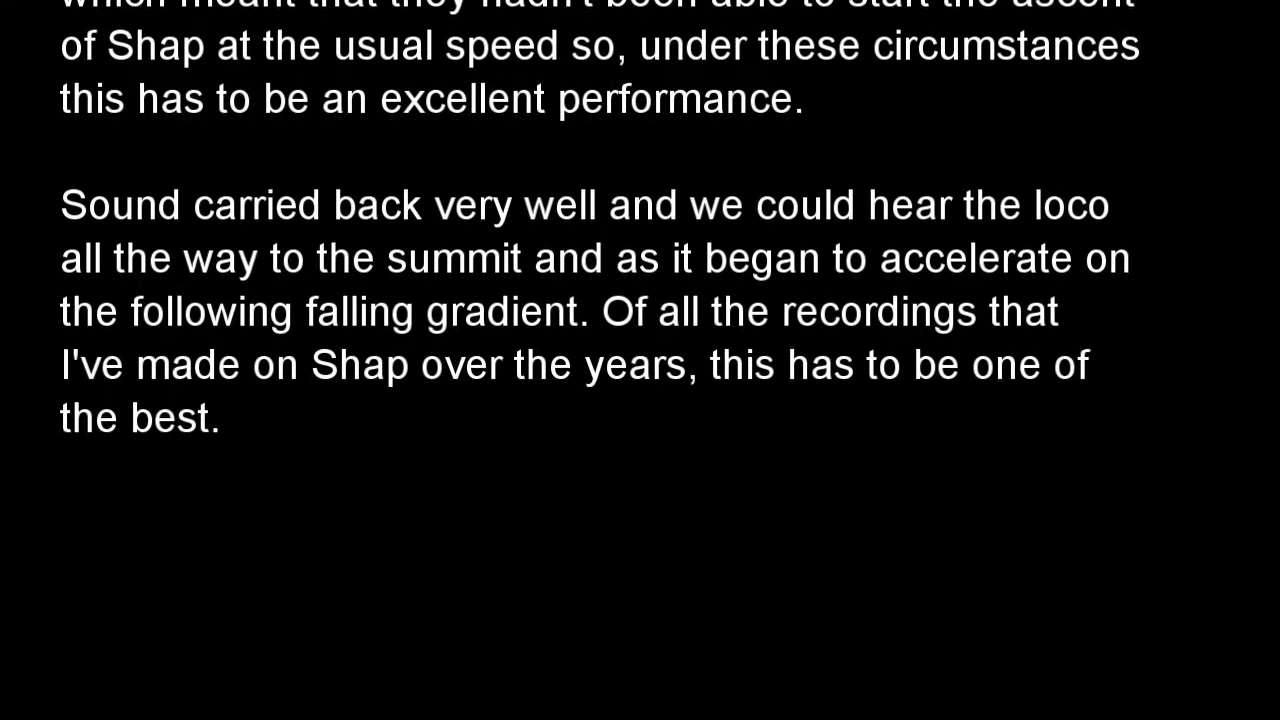 which meant that they hadn't been able to start the ascent
of Shap at the usual speed so, under these circumstances
this has to be an excellent performance.
Sound carried back very well and we could hear the loco
all the way to the summit and as it began to accelerate on
the following falling gradient. Of all the recordings that
I've made on Shap over the years, this has to be one of
the best.